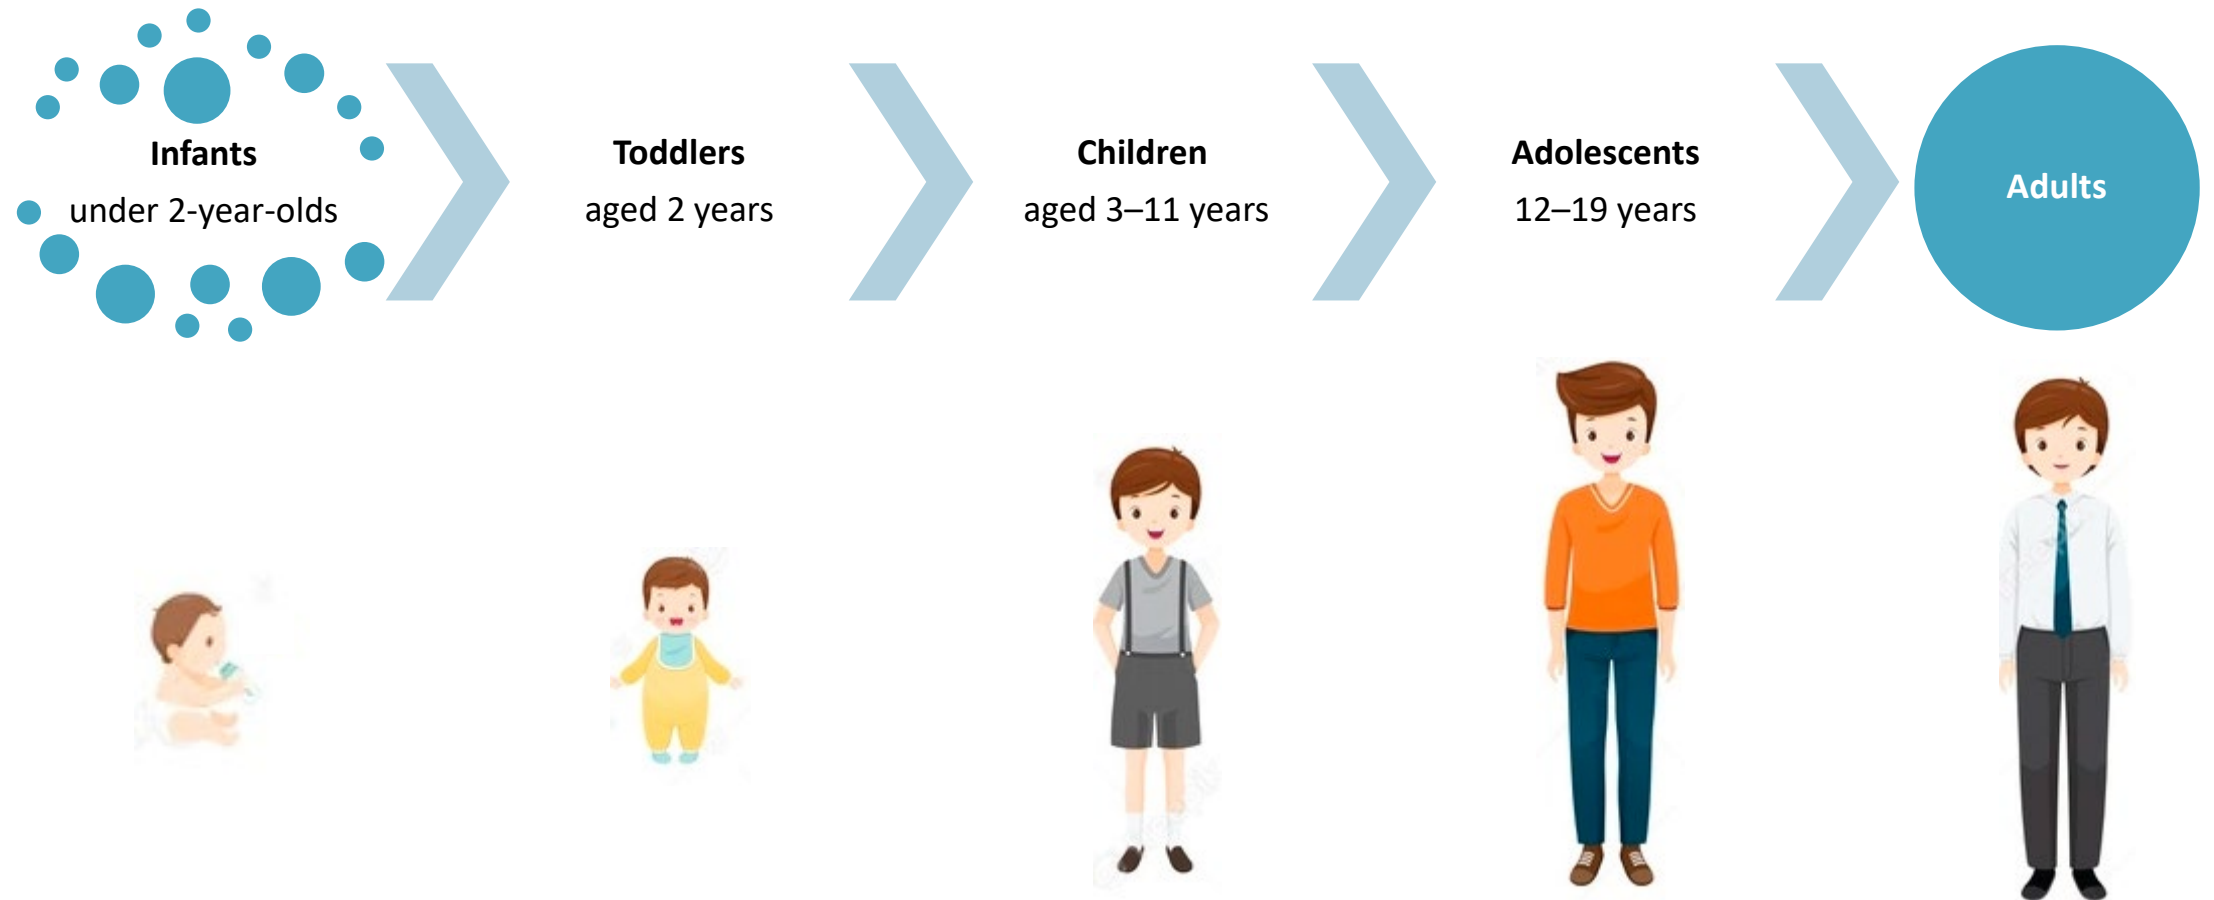 Infants
under 2-year-olds
Toddlers
aged 2 years
Children
aged 3–11 years
Adolescents
12–19 years
Adults